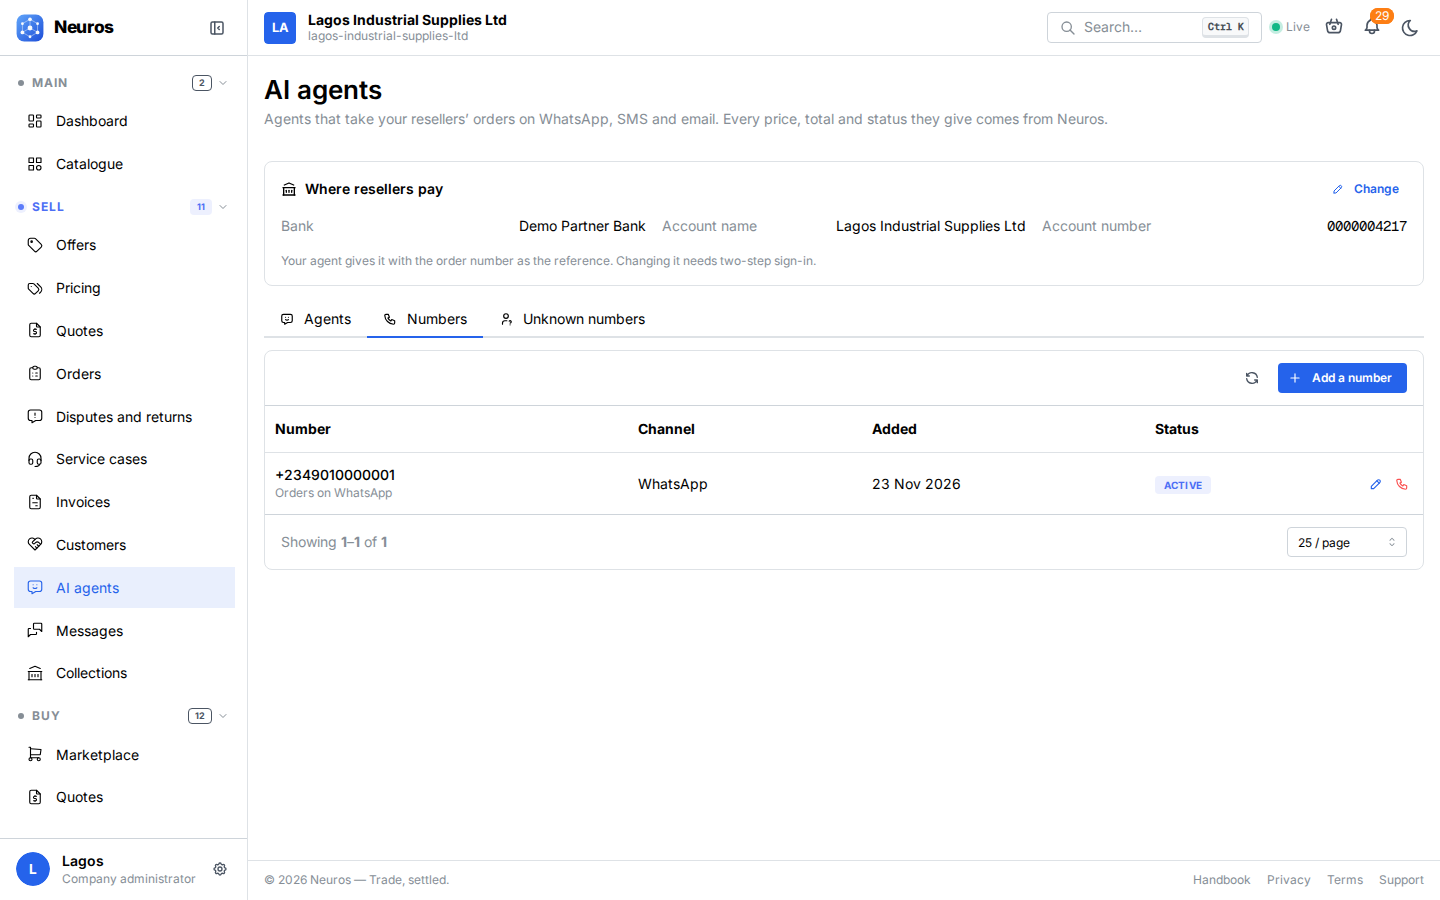 Neuros
MAIN
2
Dashboard
Catalogue
SELL
11
Offers
Pricing
Quotes
Orders
Disputes and returns
Service cases
Invoices
Customers
AI agents
Messages
Collections
BUY
12
Marketplace
Quotes
L
Lagos
Company administrator
LA
Lagos Industrial Supplies Ltd
lagos-industrial-supplies-ltd
Search...
Ctrl K
Live
29
AI agents
Agents that take your resellers’ orders on WhatsApp, SMS and email. Every price, total and status they give comes from Neuros.
Where resellers pay
Change
Bank Demo Partner Bank Account name Lagos Industrial Supplies Ltd Account number 0000004217
Your agent gives it with the order number as the reference. Changing it needs two-step sign-in.
Agents Numbers Unknown numbers
Add a number
Number Channel Added Status
+2349010000001
Orders on WhatsApp
WhatsApp 23 Nov 2026 ACTIVE
Showing 1–1 of 1
25 / page
© 2026 Neuros — Trade, settled.
Handbook Privacy Terms Support